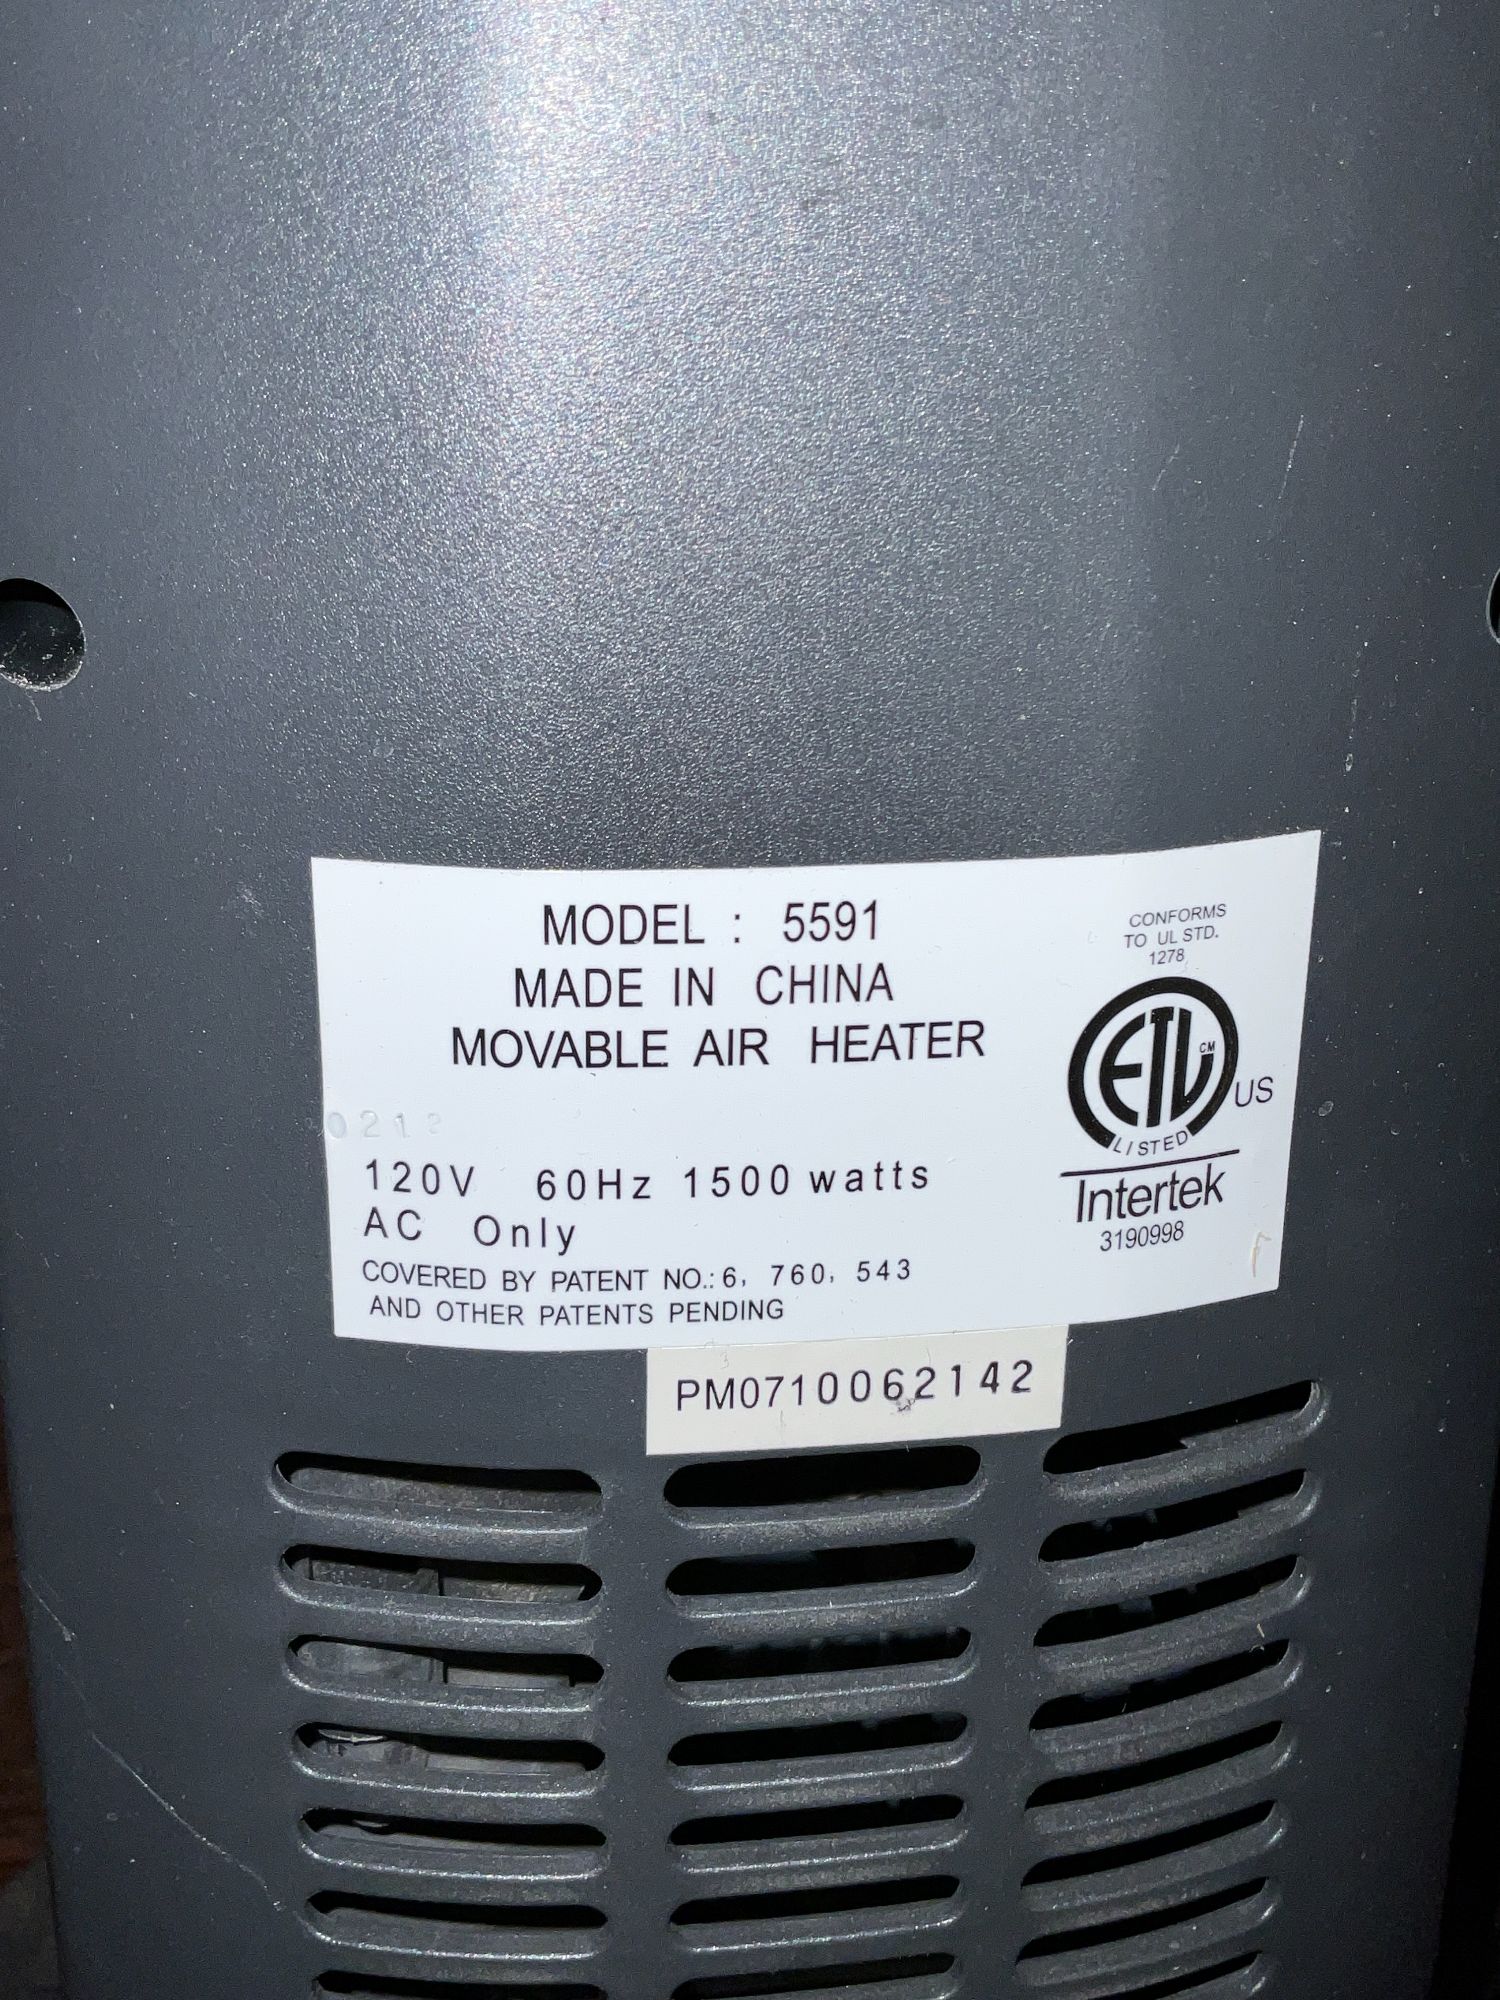 MODEL : 5591
MADE IN CHINA
MOVABLE AIR HEATER
120V 60Hz 1500 watts
AC Only
COVERED BY PATENT NO.: 6, 760, 543
AND OTHER PATENTS PENDING
CONFORMS
TO UL STD.
1278
ETL CM
US
LISTED
Intertek
3190998
PM0710062142